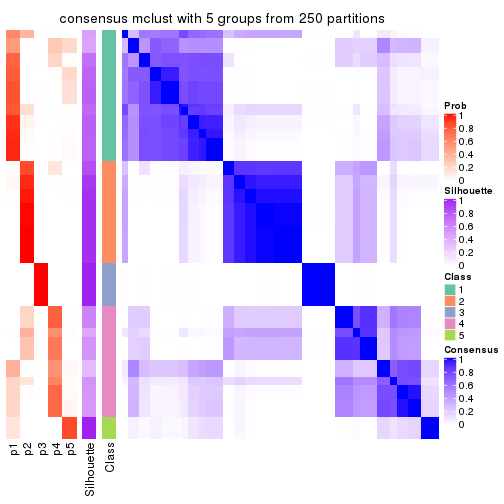 consensus mclust with 5 groups from 250 partitions
Prob
1
0.8
0.6
0.4
0.2
0
Silhouette
1
0.8
0.6
0.4
0.2
0
Class
1
2
3
4
5
Consensus
1
0.8
0.6
0.4
0.2
0
p1
p2
p3
p4
p5
Silhouette
Class